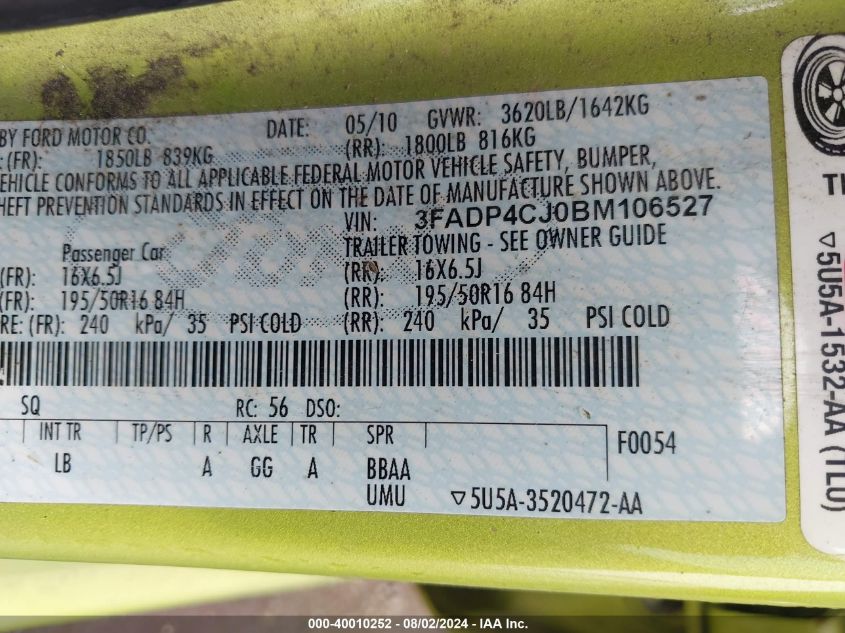 BY FORD MOTOR CO. DATE: 05/10 GVWR: 3620LB/1642KG
(FR): 1850LB 839KG (RR): 1800LB 816KG
VEHICLE CONFORMS TO ALL APPLICABLE FEDERAL MOTOR VEHICLE SAFETY, BUMPER,
THEFT PREVENTION STANDARDS IN EFFECT ON THE DATE OF MANUFACTURE SHOWN ABOVE.
VIN: 3FADP4CJ0BM106527
Passenger Car TRAILER TOWING - SEE OWNER GUIDE
(FR): 16X6.5J (RR): 16X6.5J
(FR): 195/50R16 84H (RR): 195/50R16 84H
RE: (FR): 240 kPa/ 35 PSI COLD (RR): 240 kPa/ 35 PSI COLD
SQ RC: 56 DSO:
INT TR TP/PS R AXLE TR SPR F0054
LB A GG A BBAA
UMU ▽5U5A-3520472-AA
TI
▽5U5A-1532-AA (TL0)
000-40010252 - 08/02/2024 - IAA Inc.